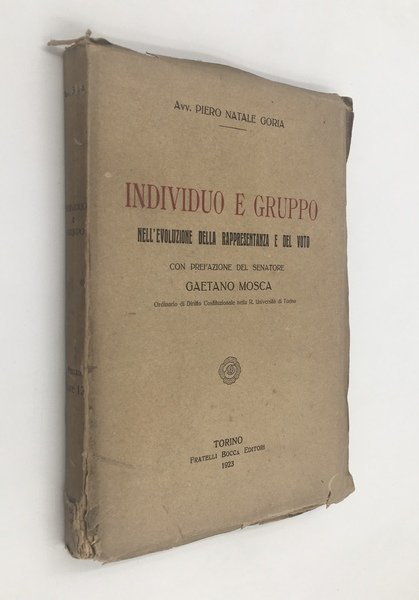 Avv. PIERO NATALE GORIA
INDIVIDUO E GRUPPO
NELL'EVOLUZIONE DELLA RAPPRESENTANZA E DEL VOTO
CON PREFAZIONE DEL SENATORE
GAETANO MOSCA
Ordinario di Diritto Costituzionale nella R. Università di Torino
TORINO
FRATELLI BOCCA EDITORI
1923